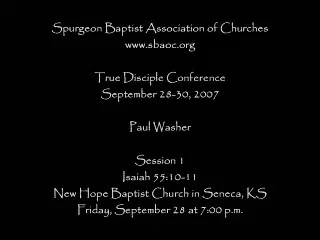 Spurgeon Baptist Association of Churches
www.sbaoc.org
True Disciple Conference
September 28-30, 2007
Paul Washer
Session 1
Isaiah 55:10-11
New Hope Baptist Church in Seneca, KS
Friday, September 28 at 7:00 p.m.